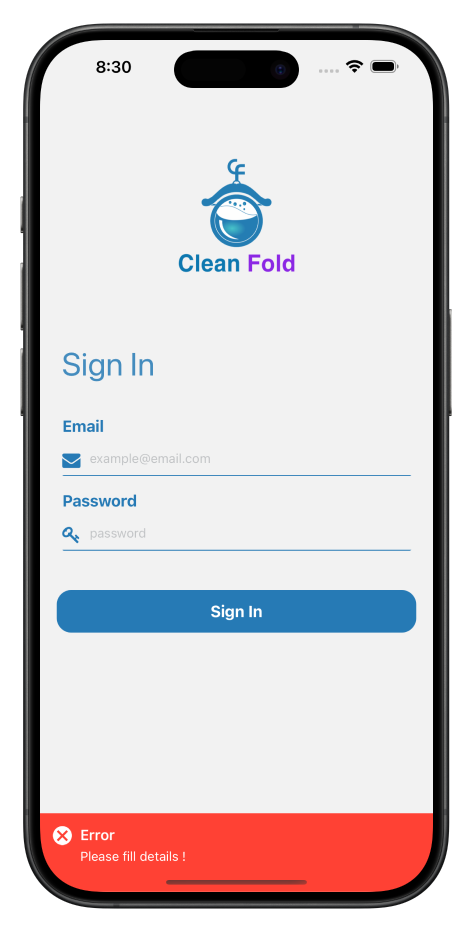 8:30
CF
Clean Fold
Sign In
Email
example@email.com
Password
password
Sign In
Error
Please fill details !